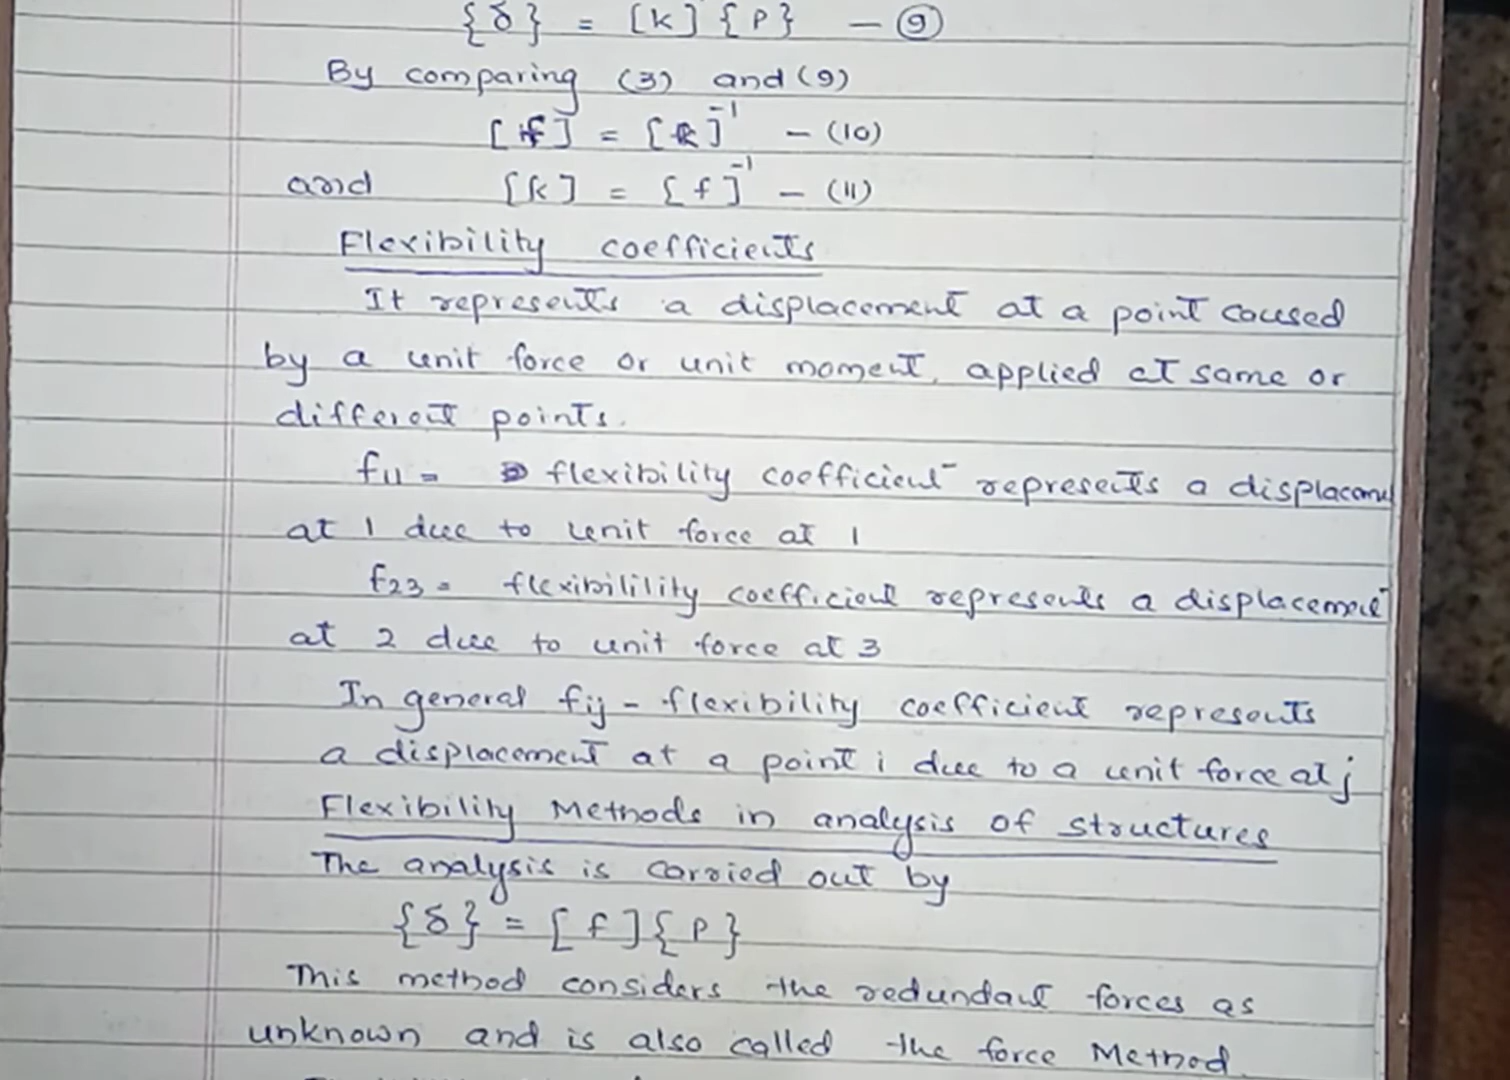 {δ} = [k] {P} — ⑨
By comparing (3) and (9)
[f] = [k]⁻¹ — (10)
and [k] = [f]⁻¹ — (11)
Flexibility coefficients
It represents a displacement at a point caused
by a unit force or unit moment, applied at same or
different points.
f11 = flexibility coefficient represents a displaceme
at 1 due to unit force at 1
f23 = flexibilility coefficient represents a displacement
at 2 due to unit force at 3
In general fij - flexibility coefficient represents
a displacement at a point i due to a unit force at j
Flexibility Methods in analysis of structures
The analysis is carried out by
{δ} = [f]{P}
This method considers the redundant forces as
unknown and is also called the force Method.